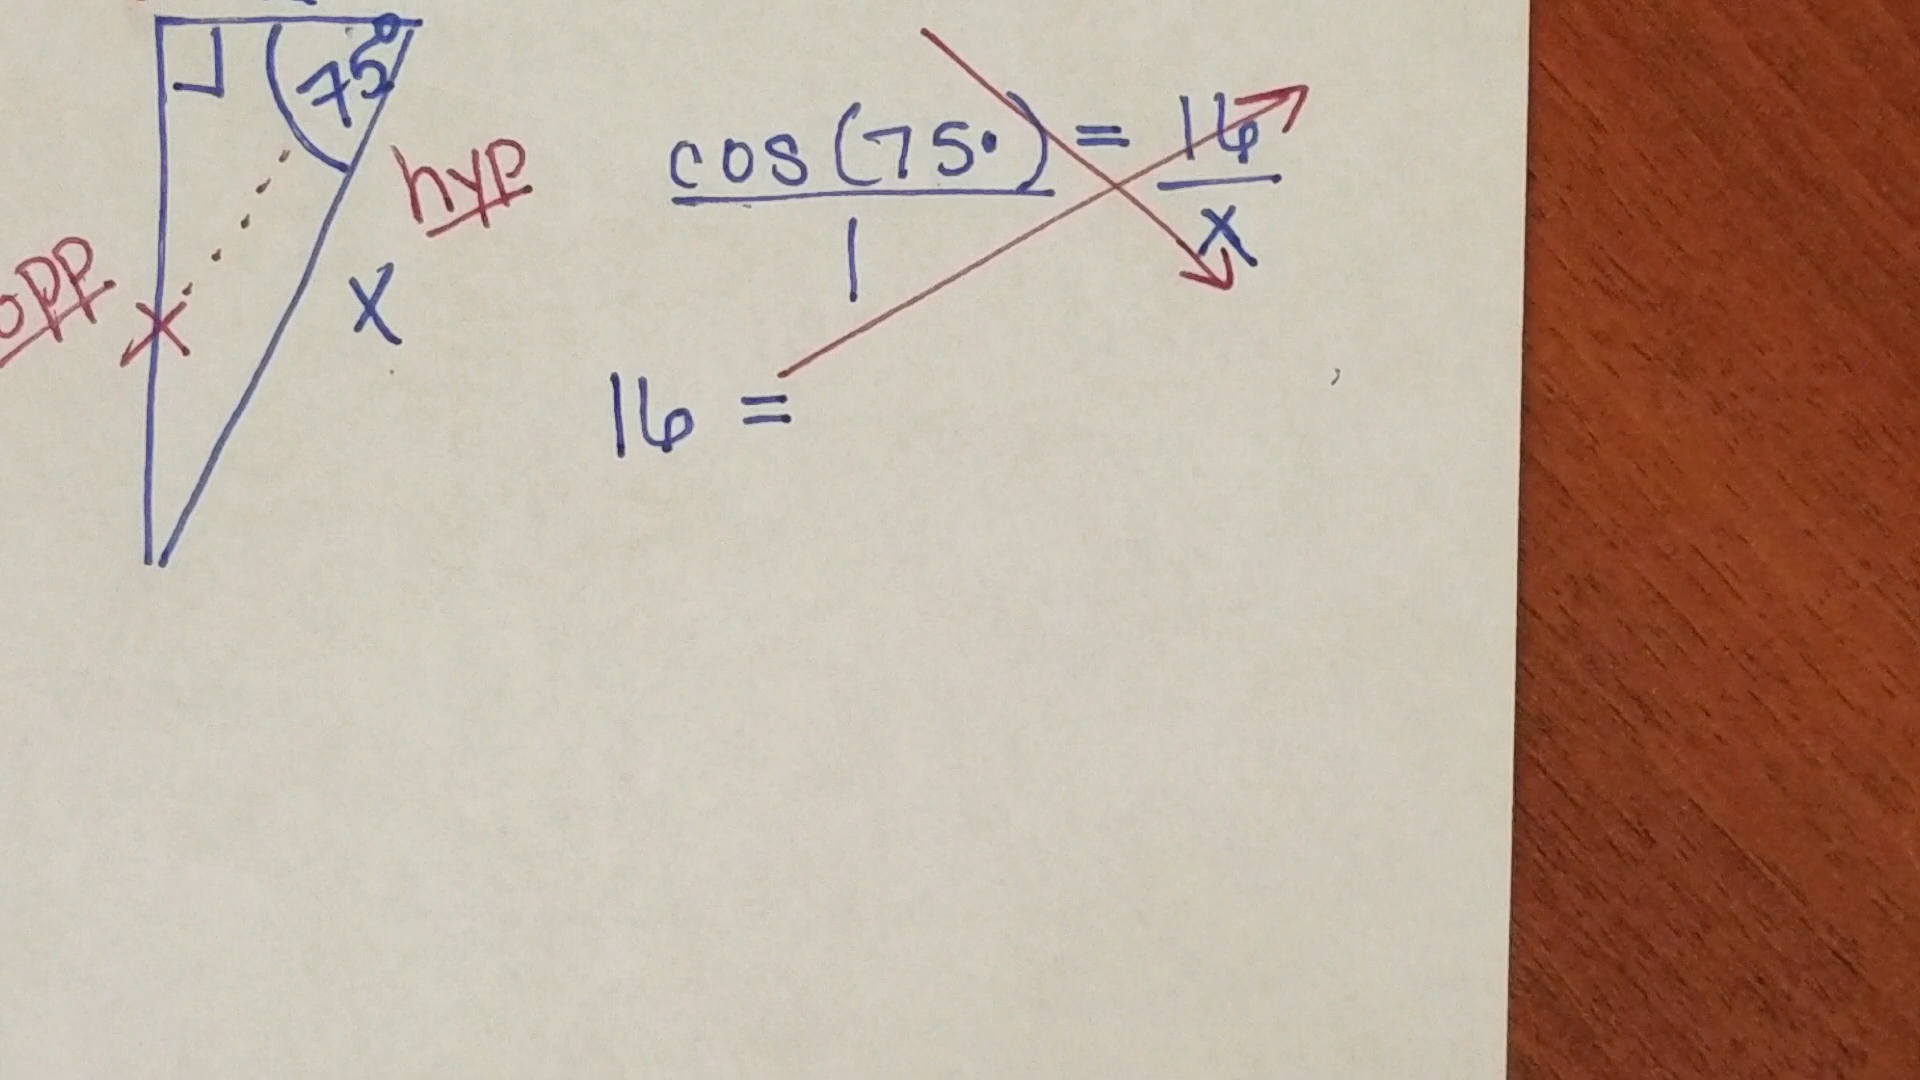 75°
hyp
cos(75°) = 16
1 x
opp
x
16 =